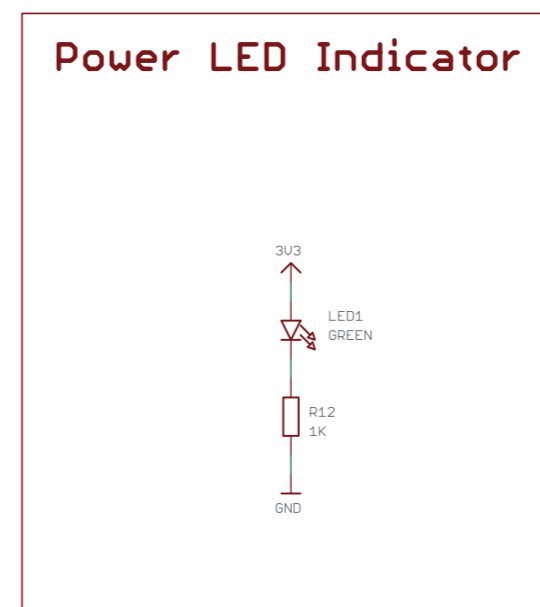 Power LED Indicator
3V3
LED1
GREEN
R12
1K
GND